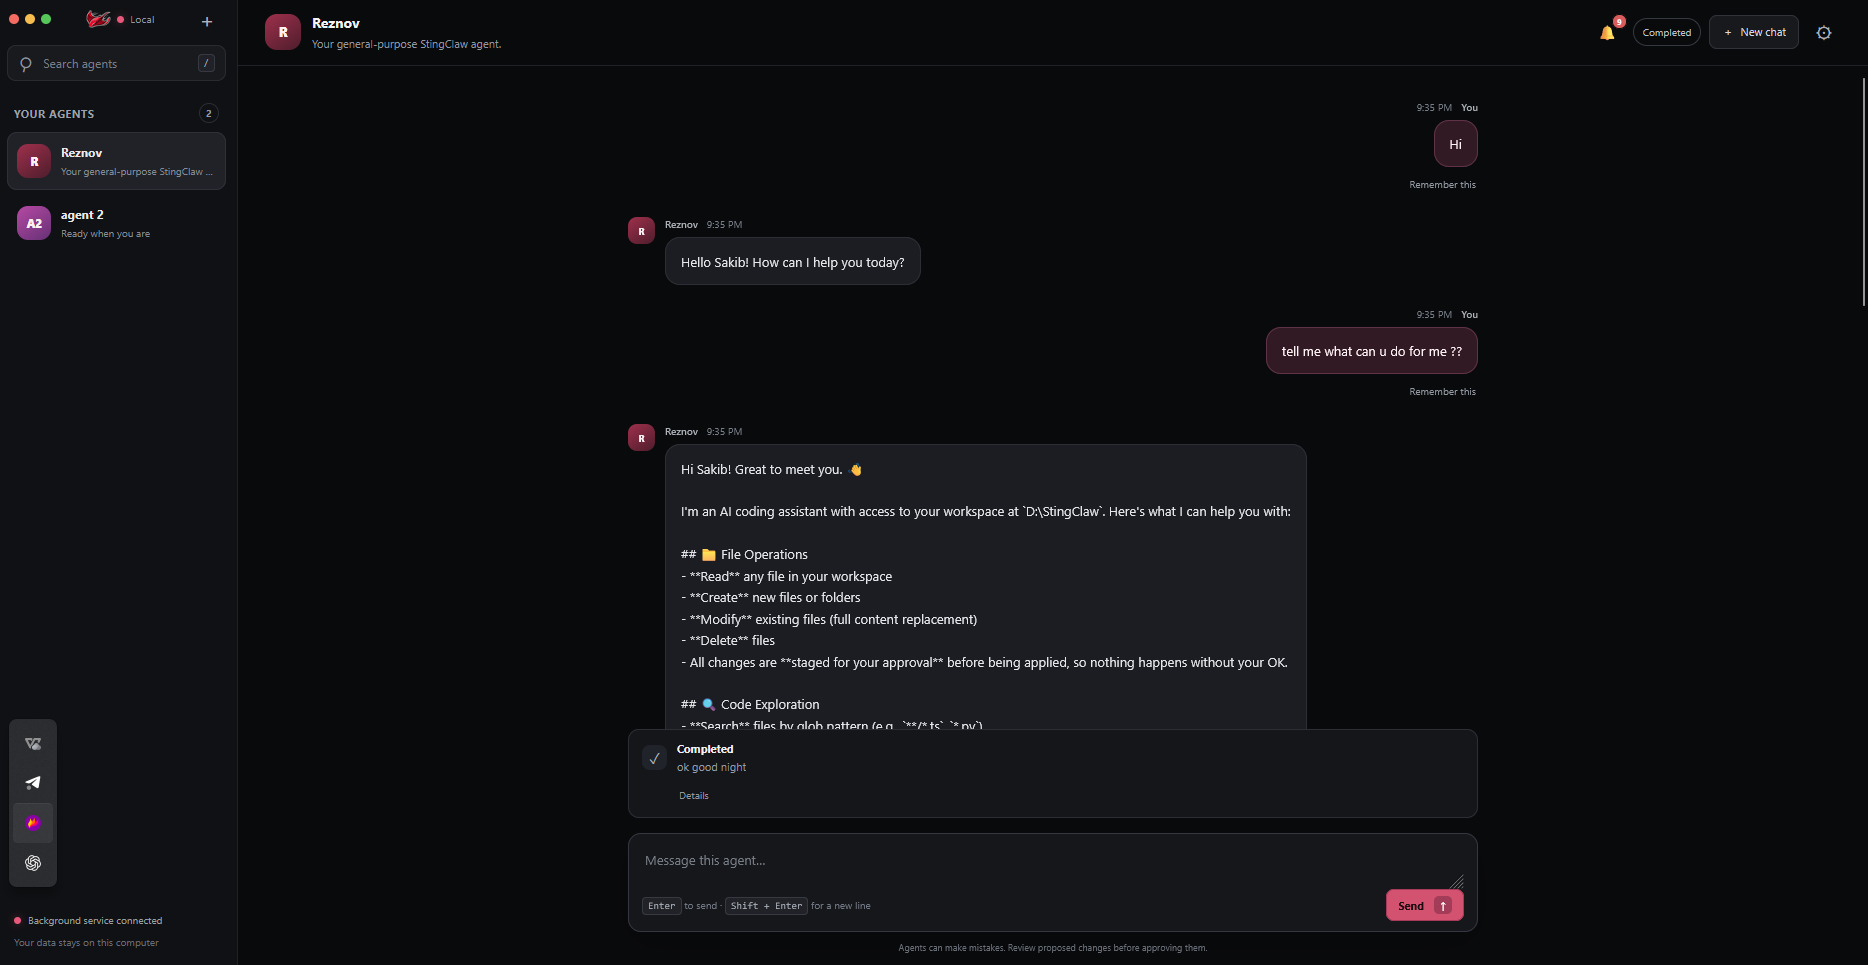 Local
+
Search agents
/
YOUR AGENTS
2
R
Reznov
Your general-purpose StingClaw ...
A2
agent 2
Ready when you are
Background service connected
Your data stays on this computer
R
Reznov
Your general-purpose StingClaw agent.
9
Completed
+ New chat
9:35 PM You
Hi
Remember this
R
Reznov 9:35 PM
Hello Sakib! How can I help you today?
9:35 PM You
tell me what can u do for me ??
Remember this
R
Reznov 9:35 PM
Hi Sakib! Great to meet you. 👋
I'm an AI coding assistant with access to your workspace at `D:\StingClaw`. Here's what I can help you with:
## 📁 File Operations
- **Read** any file in your workspace
- **Create** new files or folders
- **Modify** existing files (full content replacement)
- **Delete** files
- All changes are **staged for your approval** before being applied, so nothing happens without your OK.
## 🔍 Code Exploration
- **Search** files by glob pattern (e.g., `**/*.ts`, `*.py`)
✓
Completed
ok good night
Details
Message this agent...
Enter to send · Shift + Enter for a new line
Send ↑
Agents can make mistakes. Review proposed changes before approving them.